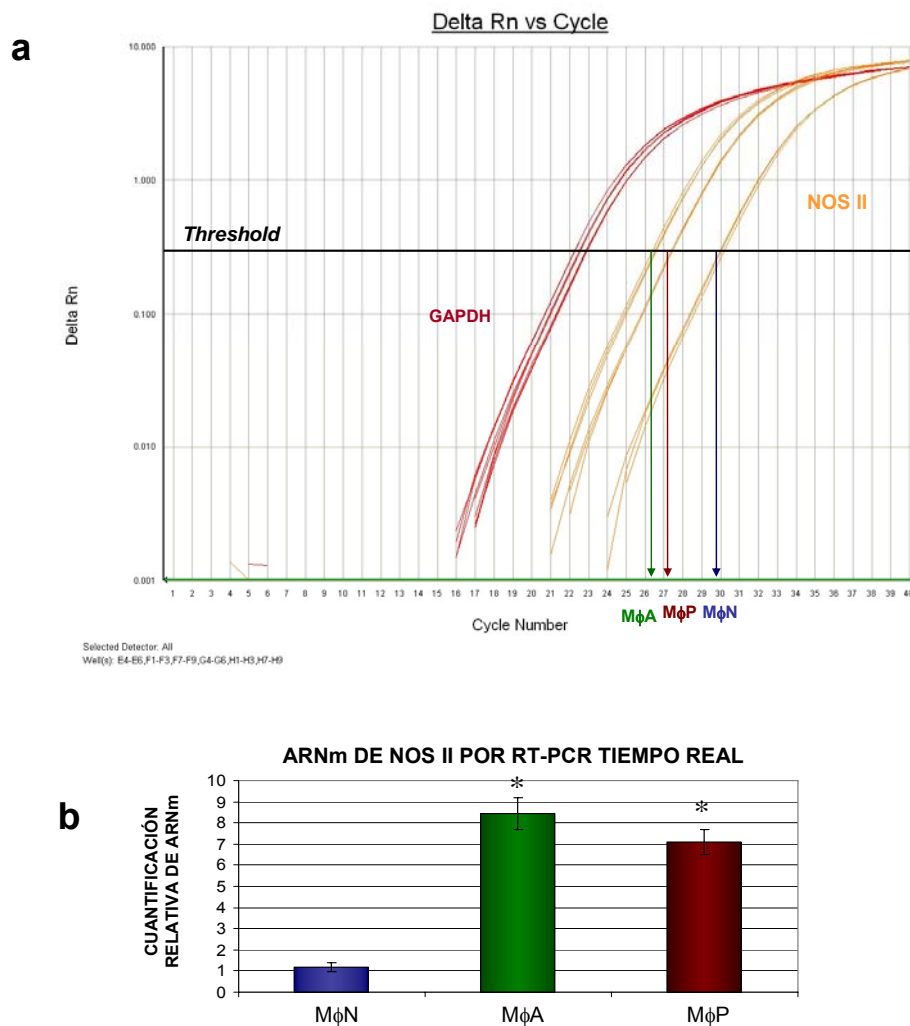 a
Delta Rn vs Cycle
10.000
1.000
0.100
0.010
0.001
Delta Rn
Threshold
NOS II
GAPDH
1 2 3 4 5 6 7 8 9 10 11 12 13 14 15 16 17 18 19 20 21 22 23 24 25 26 27 28 29 30 31 32 33 34 35 36 37 38 39 40
MϕA MϕP MϕN
Cycle Number
Selected Detector: All
Well(s): E4-E6,F1-F3,F7-F9,G4-G6,H1-H3,H7-H9
b
ARNm DE NOS II POR RT-PCR TIEMPO REAL
CUANTIFICACIÓN
RELATIVA DE ARNm
10
9
8
7
6
5
4
3
2
1
0
* *
MϕN MϕA MϕP